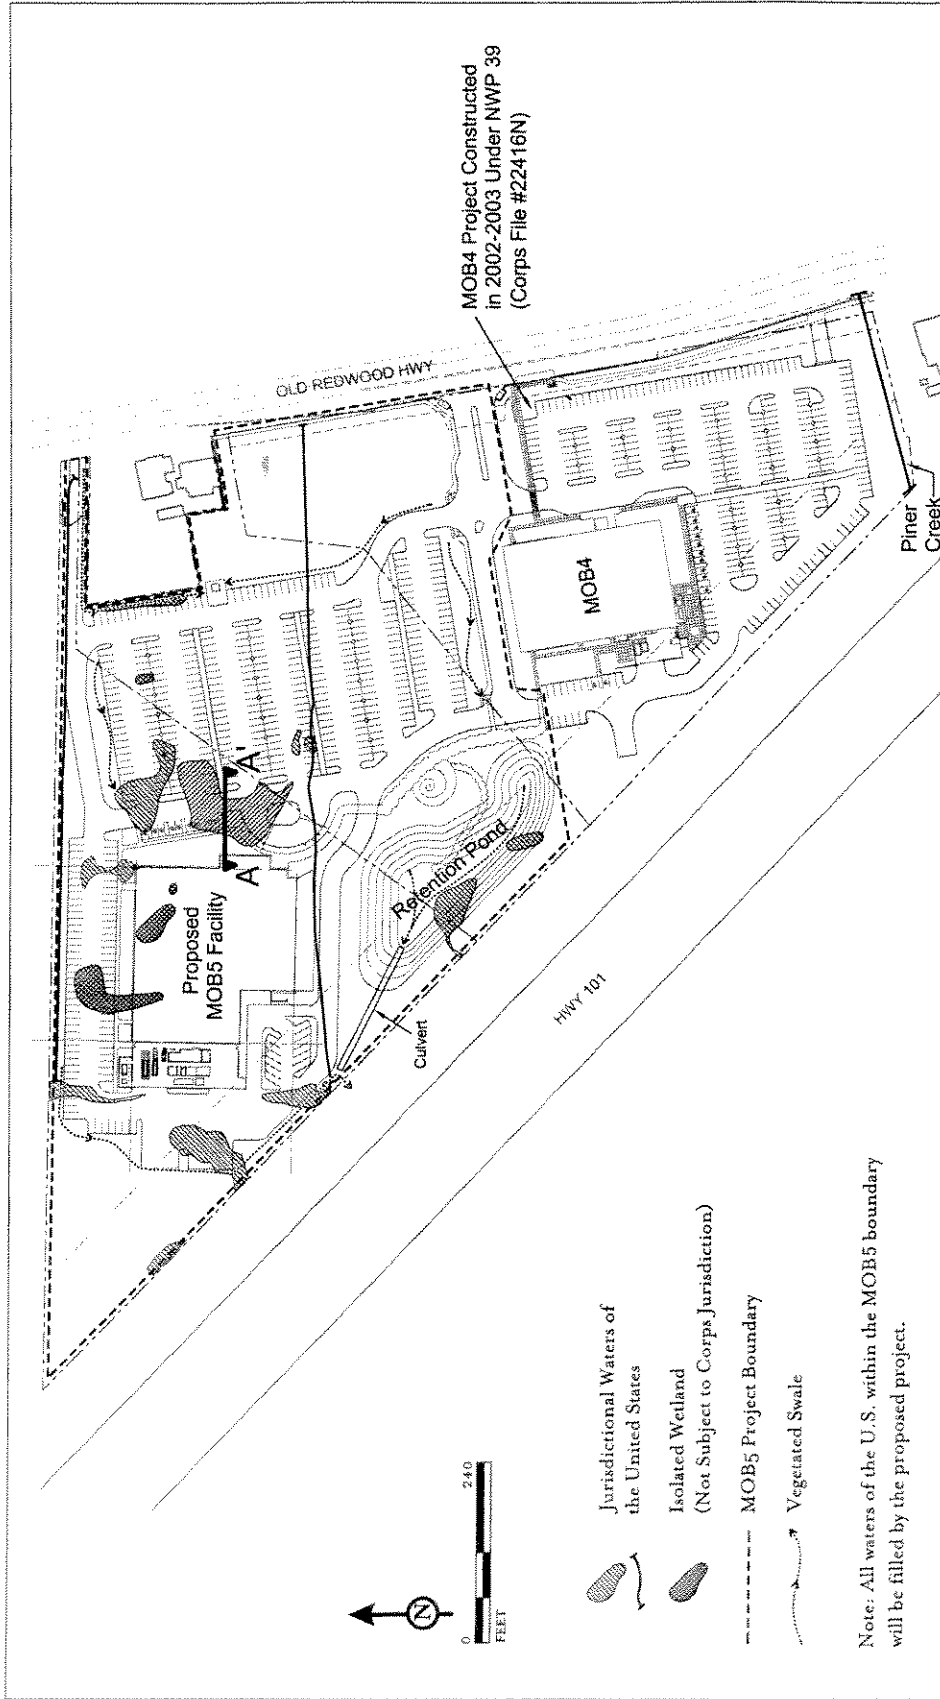 MOB4 Project Constructed
in 2002-2003 Under NWP 39
(Corps File #22416N)
OLD REDWOOD HWY
A
A'
Proposed
MOB5 Facility
MOB4
Retention Pond
Culvert
HWY 101
Piner
Creek
N
0
240
FEET
Jurisdictional Waters of
the United States
Isolated Wetland
(Not Subject to Corps Jurisdiction)
MOB5 Project Boundary
Vegetated Swale
Note: All waters of the U.S. within the MOB5 boundary
will be filled by the proposed project.